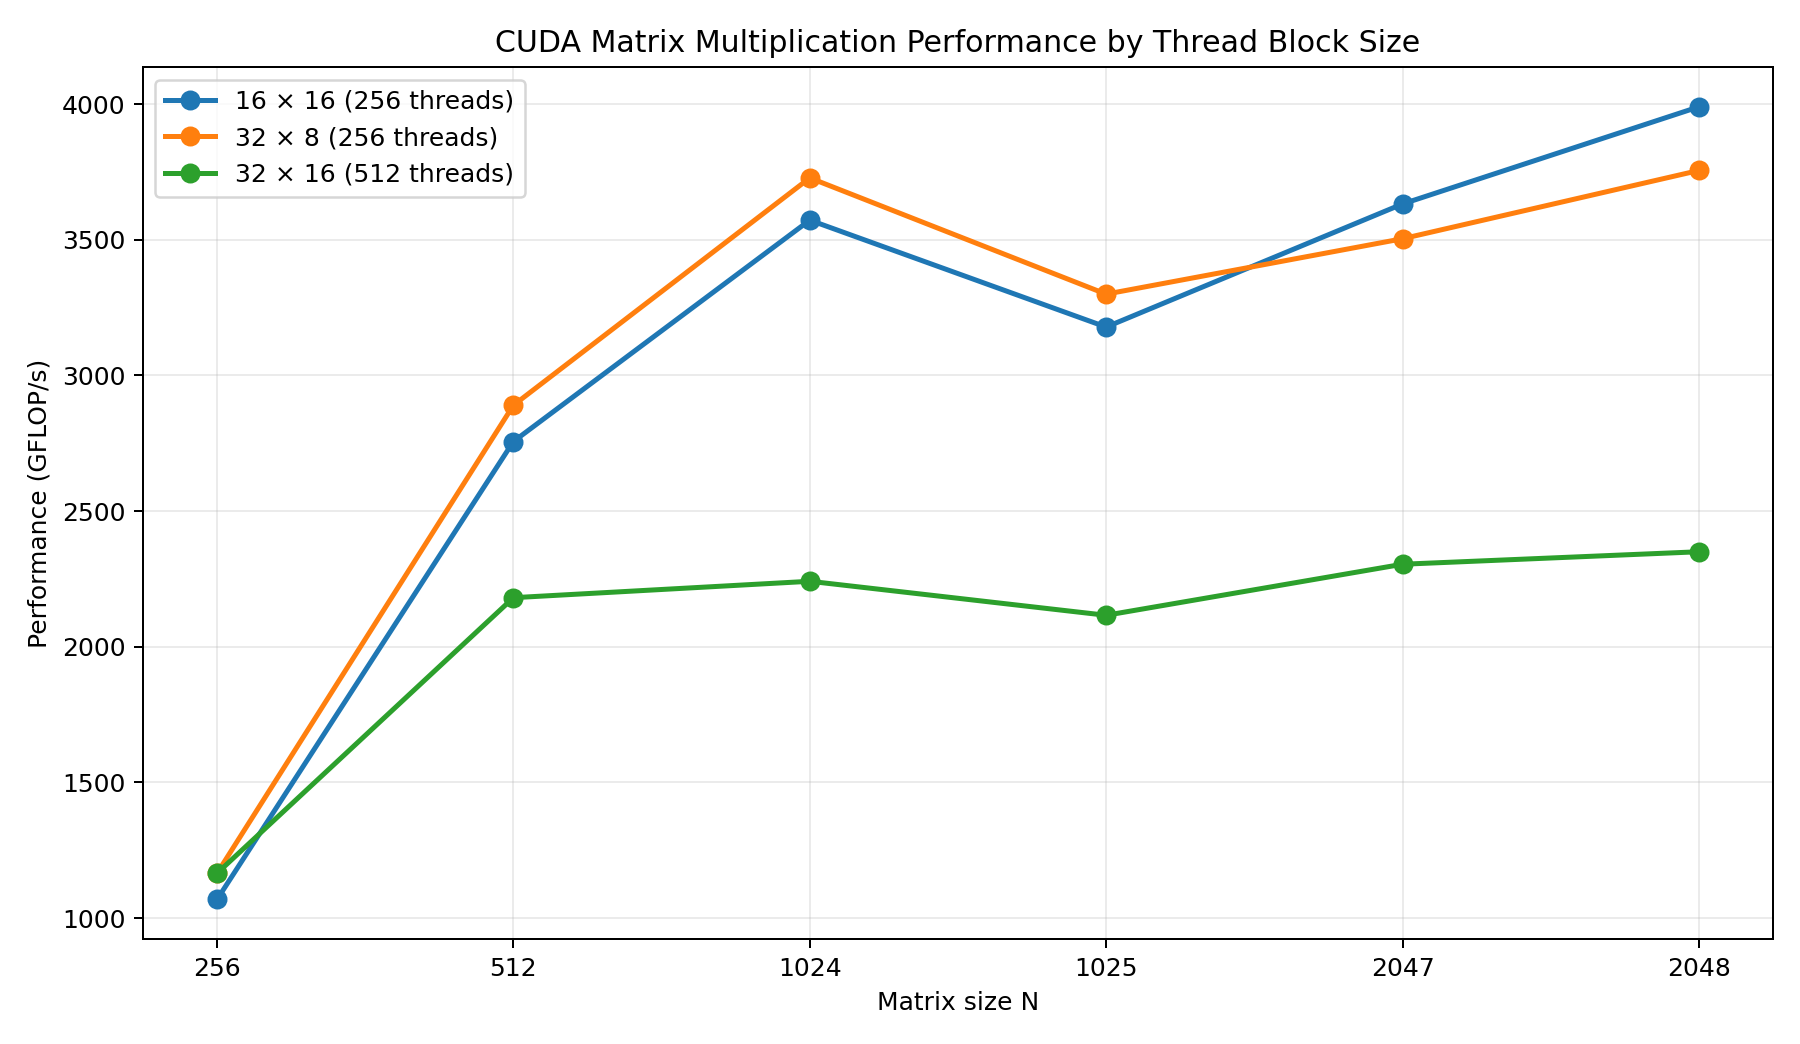 CUDA Matrix Multiplication Performance by Thread Block Size
16 × 16 (256 threads)
32 × 8 (256 threads)
32 × 16 (512 threads)
Performance (GFLOP/s)
4000
3500
3000
2500
2000
1500
1000
256 512 1024 1025 2047 2048
Matrix size N